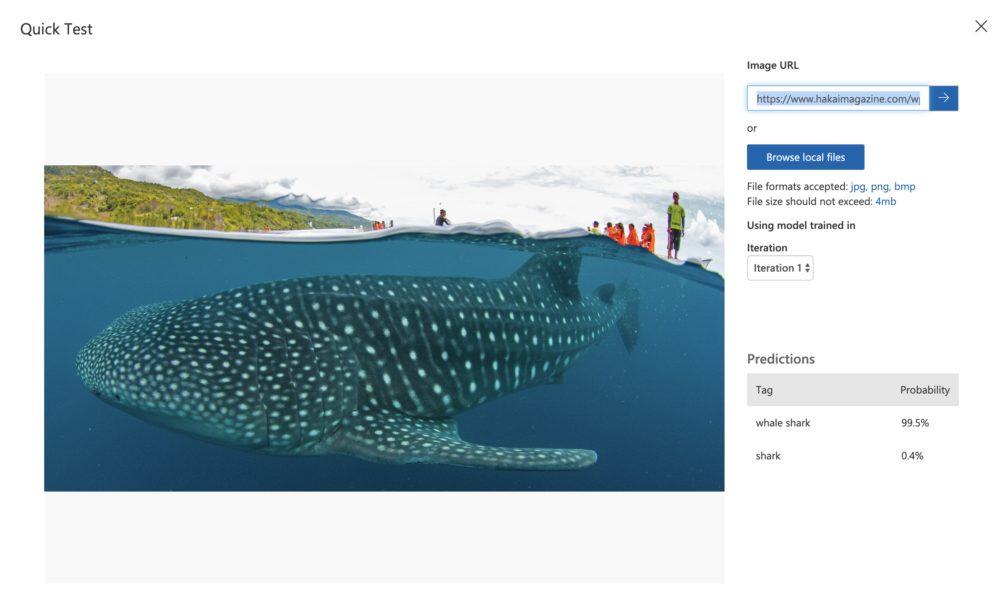 Quick Test
Image URL
https://www.hakaimagazine.com/w
or
Browse local files
File formats accepted: jpg, png, bmp
File size should not exceed: 4mb
Using model trained in
Iteration
Iteration 1
Predictions
Tag Probability
whale shark 99.5%
shark 0.4%